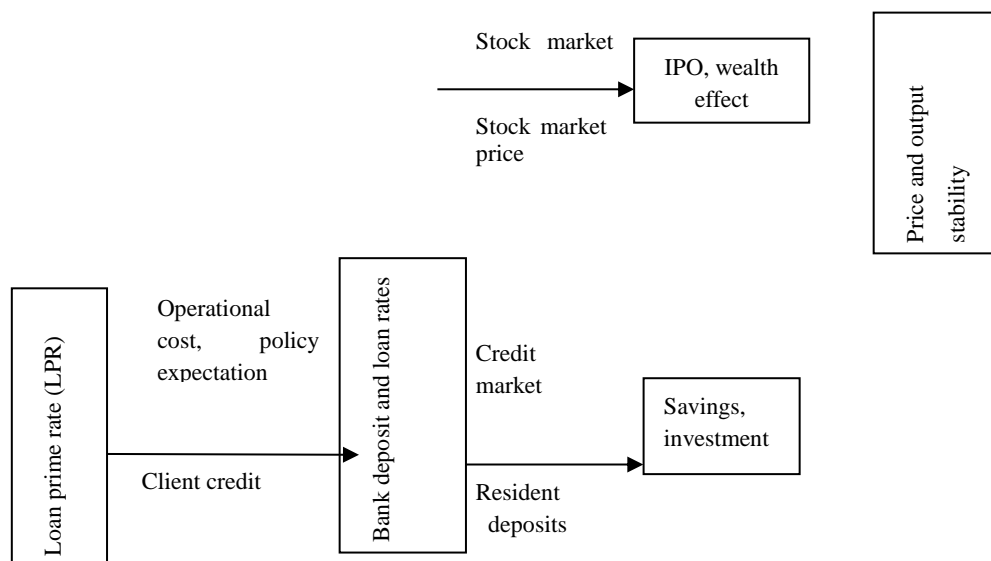 Stock market
IPO, wealth
effect
Stock market
price
Price and output
stability
Loan prime rate (LPR)
Operational
cost, policy
expectation
Client credit
Bank deposit and loan rates
Credit
market
Savings,
investment
Resident
deposits